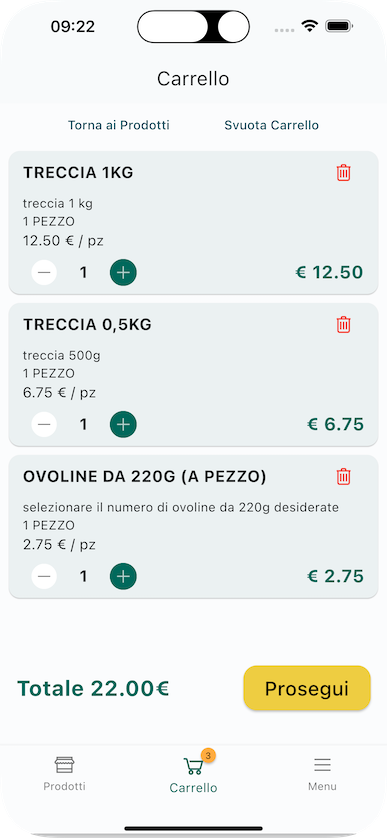 09:22
Carrello
Torna ai Prodotti Svuota Carrello
TRECCIA 1KG
treccia 1 kg
1 PEZZO
12.50 € / pz
1 € 12.50
TRECCIA 0,5KG
treccia 500g
1 PEZZO
6.75 € / pz
1 € 6.75
OVOLINE DA 220G (A PEZZO)
selezionare il numero di ovoline da 220g desiderate
1 PEZZO
2.75 € / pz
1 € 2.75
Totale 22.00€ Prosegui
3
Prodotti Carrello Menu